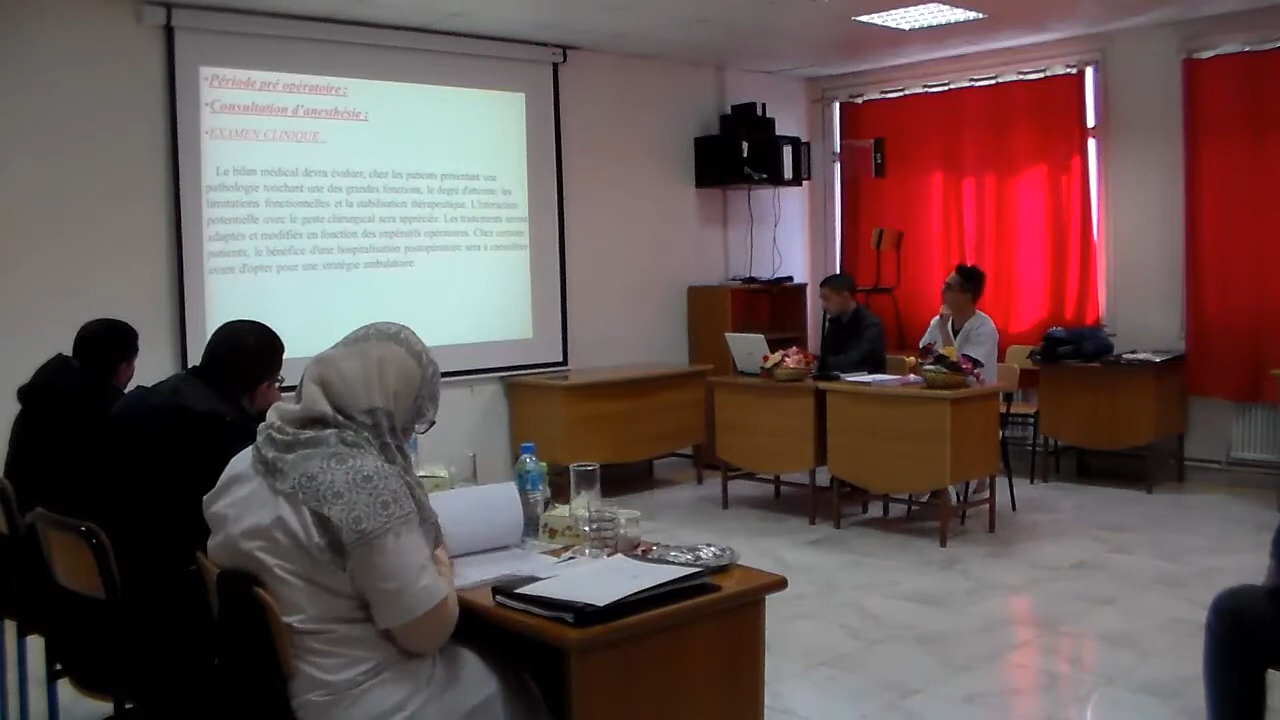 •Période pré opératoire :
•Consultation d'anesthésie :
•EXAMEN CLINIQUE .
Le bilan médical devra évaluer, chez les patients présentant une
pathologie touchant une des grandes fonctions, le degré d'atteinte, les
limitations fonctionnelles et la stabilisation thérapeutique. L'interaction
potentielle avec le geste chirurgical sera appréciée. Les traitements seront
adaptés et modifiés en fonction des impératifs opératoires. Chez certains
patients, le bénéfice d'une hospitalisation postopératoire sera à considérer
avant d'opter pour une stratégie ambulatoire